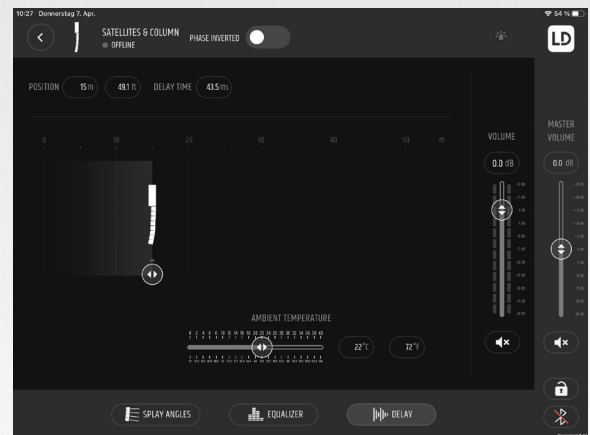 10:27 Donnerstag 7. Apr.
54 %
SATELLITES & COLUMN
OFFLINE
PHASE INVERTED
LD
POSITION 15m 49.1 ft DELAY TIME 43.5ms
0 10 20 30 40 50 m
VOLUME
0.0 dB
MASTER
VOLUME
0.0 dB
AMBIENT TEMPERATURE
22°C 72°F
SPLAY ANGLES
EQUALIZER
DELAY